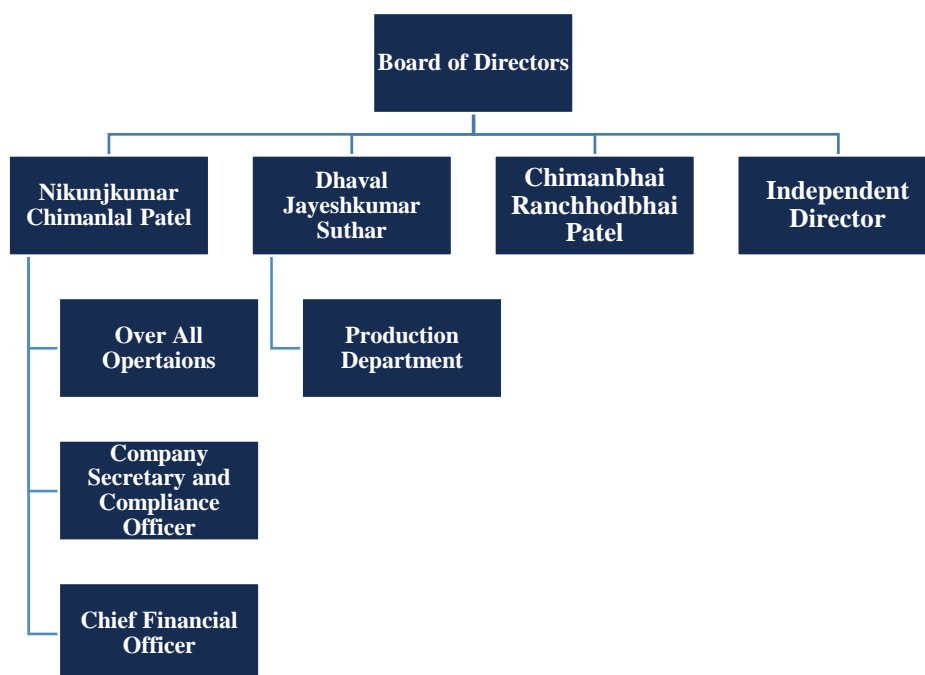 Board of Directors
Nikunjkumar
Chimanlal Patel
Dhaval
Jayeshkumar
Suthar
Chimanbhai
Ranchhodbhai
Patel
Independent
Director
Over All
Opertaions
Production
Department
Company
Secretary and
Compliance
Officer
Chief Financial
Officer